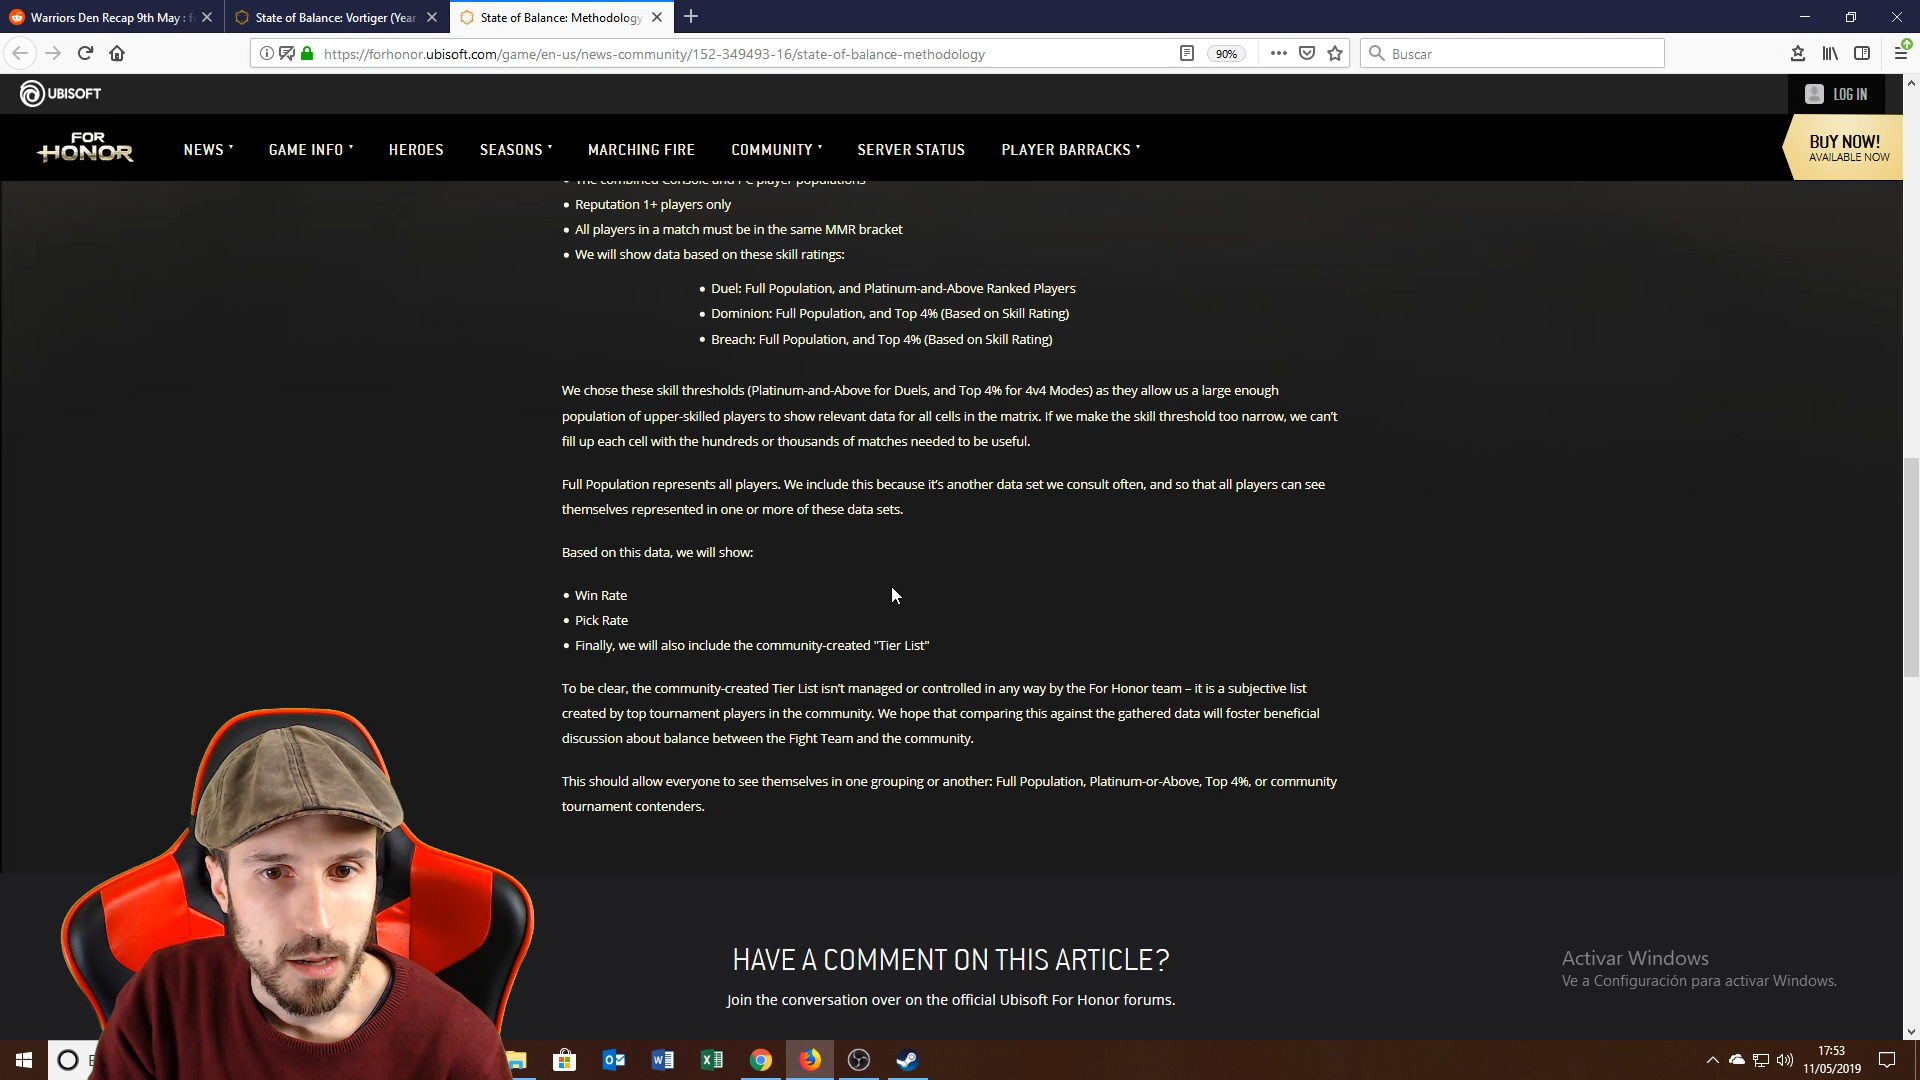 Warriors Den Recap 9th May : f
State of Balance: Vortiger (Year
State of Balance: Methodology
https://forhonor.ubisoft.com/game/en-us/news-community/152-349493-16/state-of-balance-methodology
90%
Buscar
UBISOFT
LOG IN
FOR HONOR
NEWS
GAME INFO
HEROES
SEASONS
MARCHING FIRE
COMMUNITY
SERVER STATUS
PLAYER BARRACKS
BUY NOW!
AVAILABLE NOW
• The combined Console and PC player populations
• Reputation 1+ players only
• All players in a match must be in the same MMR bracket
• We will show data based on these skill ratings:
• Duel: Full Population, and Platinum-and-Above Ranked Players
• Dominion: Full Population, and Top 4% (Based on Skill Rating)
• Breach: Full Population, and Top 4% (Based on Skill Rating)
We chose these skill thresholds (Platinum-and-Above for Duels, and Top 4% for 4v4 Modes) as they allow us a large enough
population of upper-skilled players to show relevant data for all cells in the matrix. If we make the skill threshold too narrow, we can't
fill up each cell with the hundreds or thousands of matches needed to be useful.
Full Population represents all players. We include this because it's another data set we consult often, and so that all players can see
themselves represented in one or more of these data sets.
Based on this data, we will show:
• Win Rate
• Pick Rate
• Finally, we will also include the community-created "Tier List"
To be clear, the community-created Tier List isn't managed or controlled in any way by the For Honor team – it is a subjective list
created by top tournament players in the community. We hope that comparing this against the gathered data will foster beneficial
discussion about balance between the Fight Team and the community.
This should allow everyone to see themselves in one grouping or another: Full Population, Platinum-or-Above, Top 4%, or community
tournament contenders.
HAVE A COMMENT ON THIS ARTICLE?
Join the conversation over on the official Ubisoft For Honor forums.
Activar Windows
Ve a Configuración para activar Windows.
17:53
11/05/2019